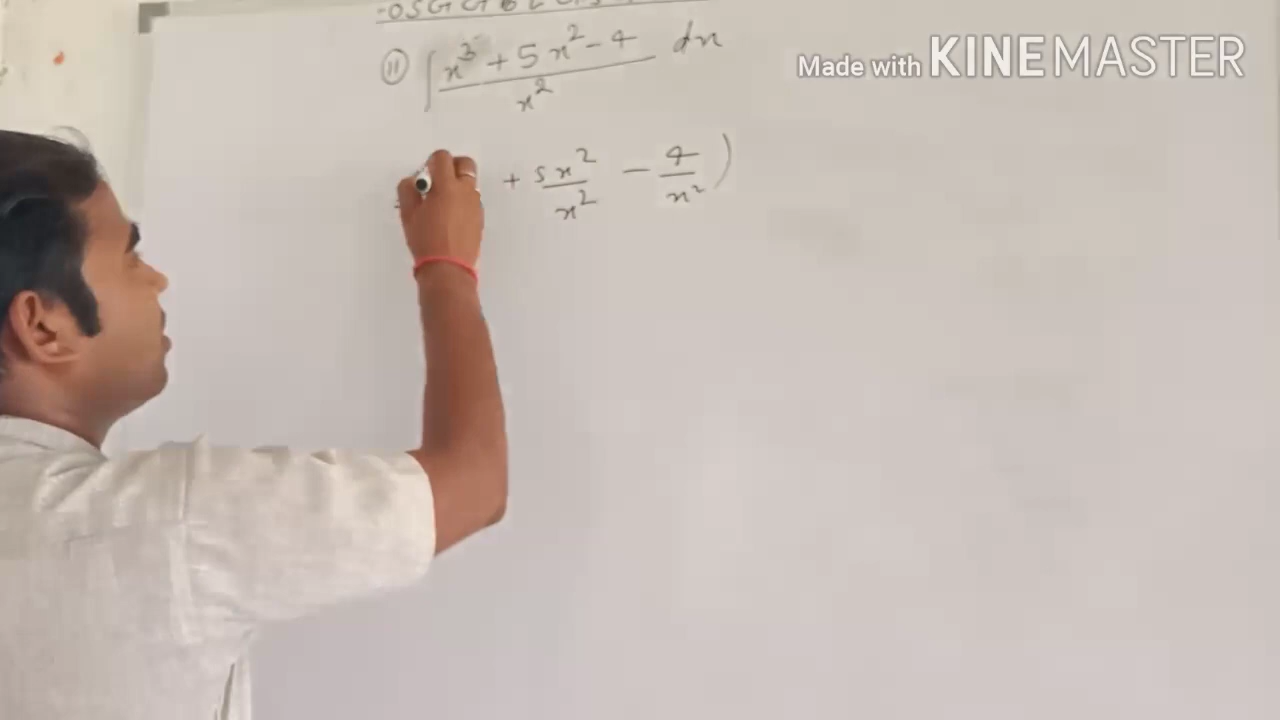 Made with KINEMASTER
(11) ∫ x³ + 5x² - 4 / x² dx
+ 5x² / x² - 4 / x² )